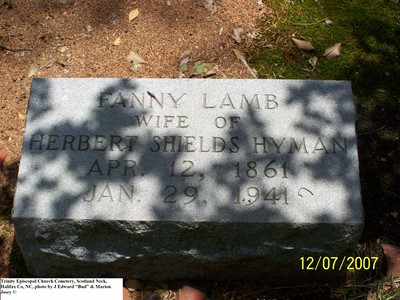 FANNY LAMB
WIFE OF
HERBERT SHIELDS HYMAN
APR. 12, 1861
JAN. 29, 1941
12/07/2007
Trinity Episcopal Church Cemetery, Scotland Neck,
Halifax Co, NC, photo by J Edward "Bud" & Marion
Josey ©